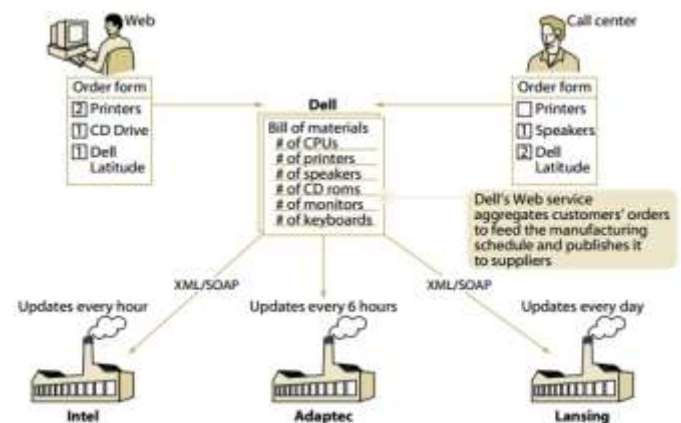 Web
Call center
Order form
2 Printers
1 CD Drive
1 Dell
Latitude
Dell
Bill of materials
# of CPUs
# of printers
# of speakers
# of CD roms
# of monitors
# of keyboards
Order form
Printers
1 Speakers
2 Dell
Latitude
Dell's Web service
aggregates customers' orders
to feed the manufacturing
schedule and publishes it
to suppliers
XML/SOAP
XML/SOAP
Updates every hour
Updates every 6 hours
Updates every day
Intel
Adaptec
Lansing